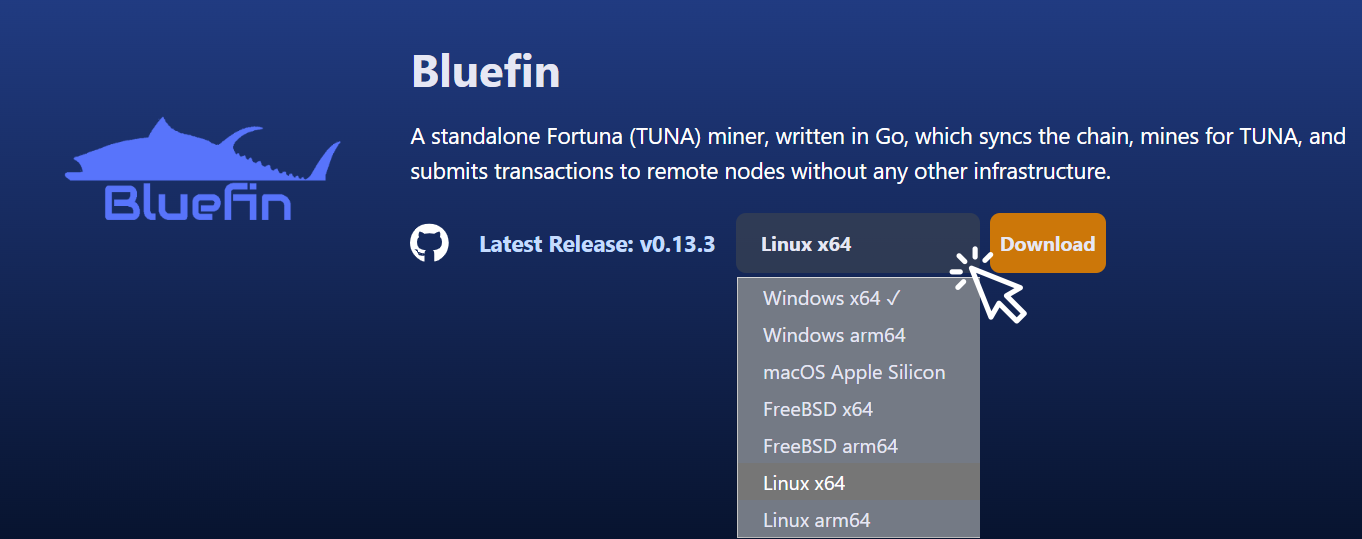 Bluefin
A standalone Fortuna (TUNA) miner, written in Go, which syncs the chain, mines for TUNA, and
submits transactions to remote nodes without any other infrastructure.
Bluefin
Latest Release: v0.13.3
Linux x64
Download
Windows x64 ✓
Windows arm64
macOS Apple Silicon
FreeBSD x64
FreeBSD arm64
Linux x64
Linux arm64